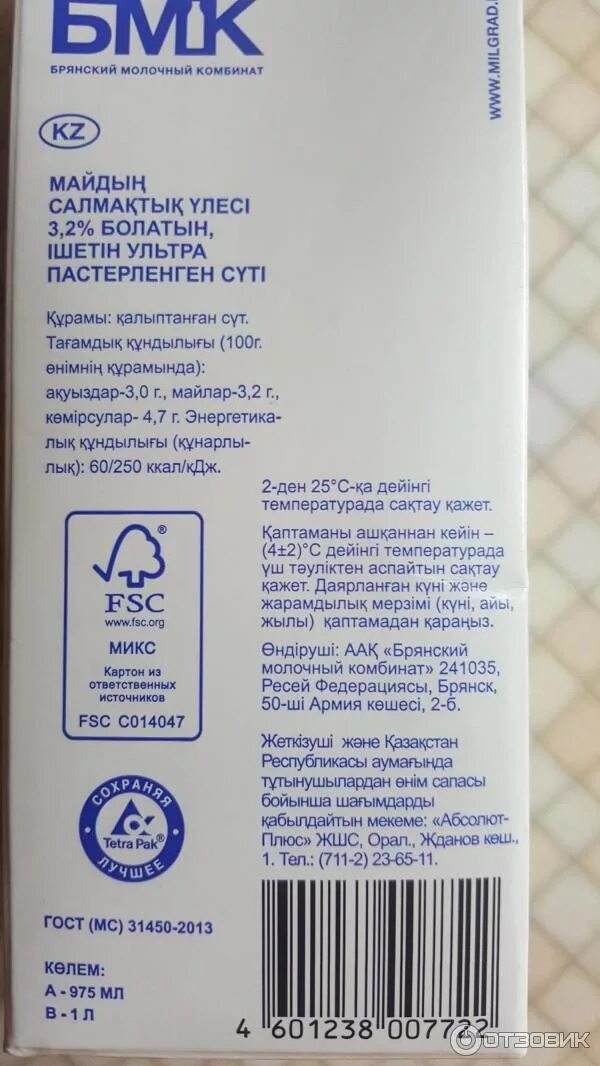 БМК
БРЯНСКИЙ МОЛОЧНЫЙ КОМБИНАТ
WWW.MILGRAD.
KZ
МАЙДЫҢ
САЛМАҚТЫҚ ҮЛЕСІ
3,2% БОЛАТЫН,
ІШЕТІН УЛЬТРА
ПАСТЕРЛЕНГЕН СҮТІ
Құрамы: қалыптанған сүт.
Тағамдық құндылығы (100г.
өнімнің құрамында):
ақуыздар-3,0 г., майлар-3,2 г.,
көмірсулар- 4,7 г. Энергетика-
лық құндылығы (құнарлы-
лық): 60/250 ккал/кДж.
2-ден 25°С-қа дейінгі
температурада сақтау қажет.
Қаптаманы ашқаннан кейін –
(4±2)°С дейінгі температурада
үш тәуліктен аспайтын сақтау
қажет. Даярланған күні және
жарамдылық мерзімі (күні, айы,
жылы) қаптамадан қараңыз.
Өндіруші: ААҚ «Брянский
молочный комбинат» 241035,
Ресей Федерациясы, Брянск,
50-ші Армия көшесі, 2-б.
Жеткізуші және Қазақстан
Республикасы аумағында
тұтынушылардан өнім сапасы
бойынша шағымдарды
қабылдайтын мекеме: «Абсолют-
Плюс» ЖШС, Орал., Жданов көш.,
1. Тел.: (711-2) 23-65-11.
®
FSC
www.fsc.org
МИКС
Картон из
ответственных
источников
FSC C014047
СОХРАНЯЯ
Tetra Pak®
ЛУЧШЕЕ
ГОСТ (МС) 31450-2013
КӨЛЕМ:
А - 975 МЛ
В - 1 Л
4 601238 007722
ОТЗОВИК